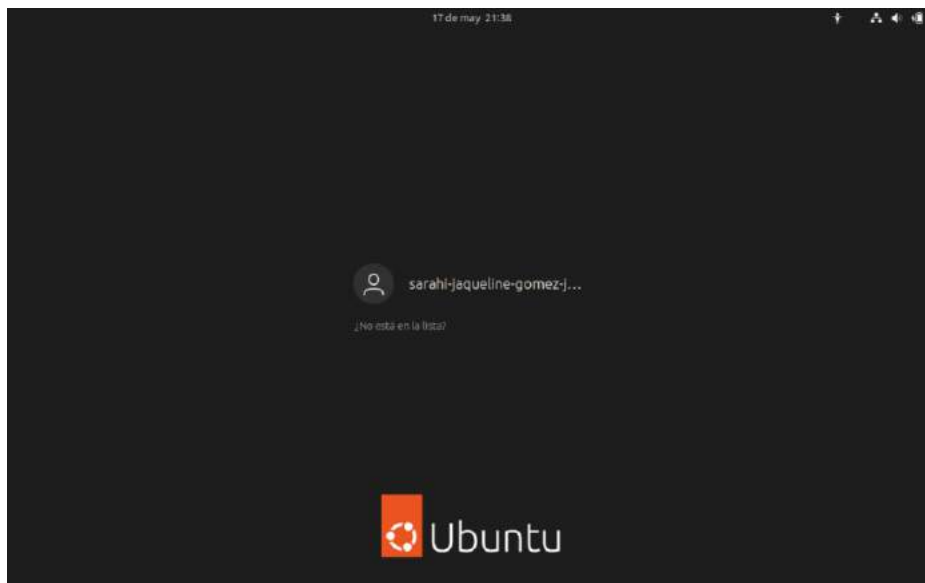 17 de may 21:38
sarahi-jaqueline-gomez-j...
¿No está en la lista?
Ubuntu